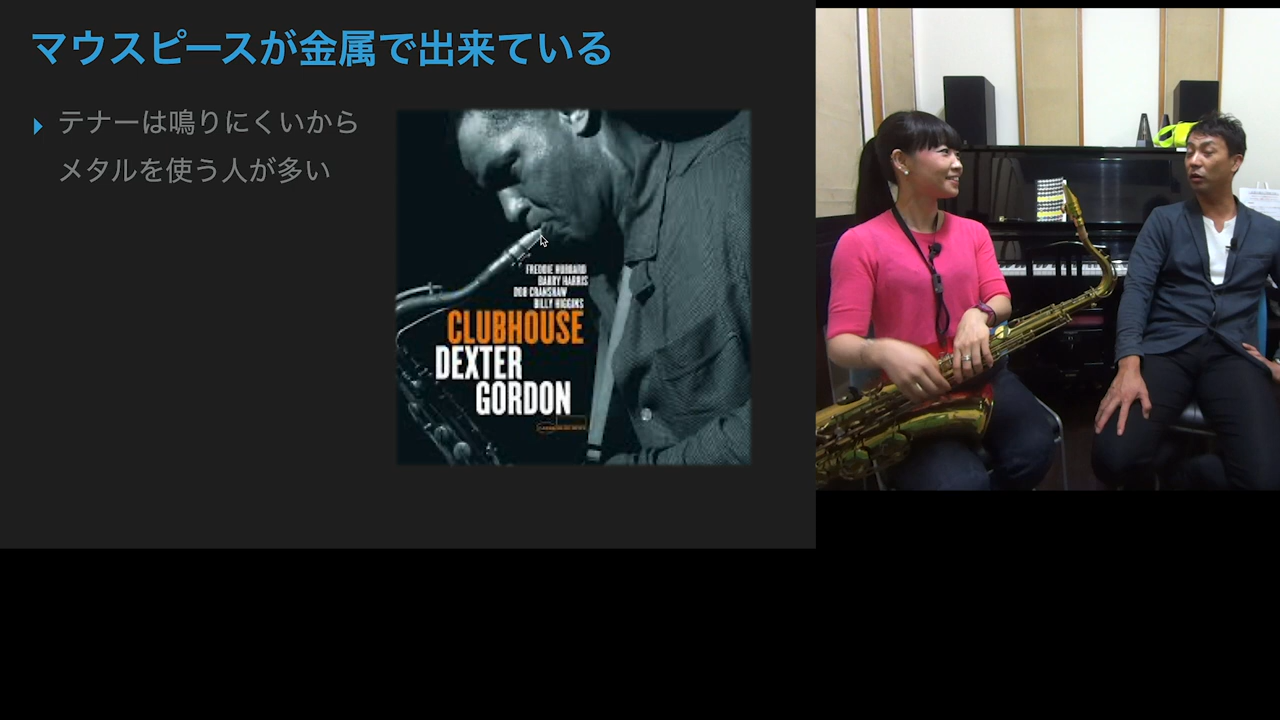 マウスピースが金属で出来ている
テナーは鳴りにくいから
メタルを使う人が多い
FREDDIE HUBBARD
BARRY HARRIS
BOB CRANSHAW
BILLY HIGGINS
CLUBHOUSE
DEXTER
GORDON